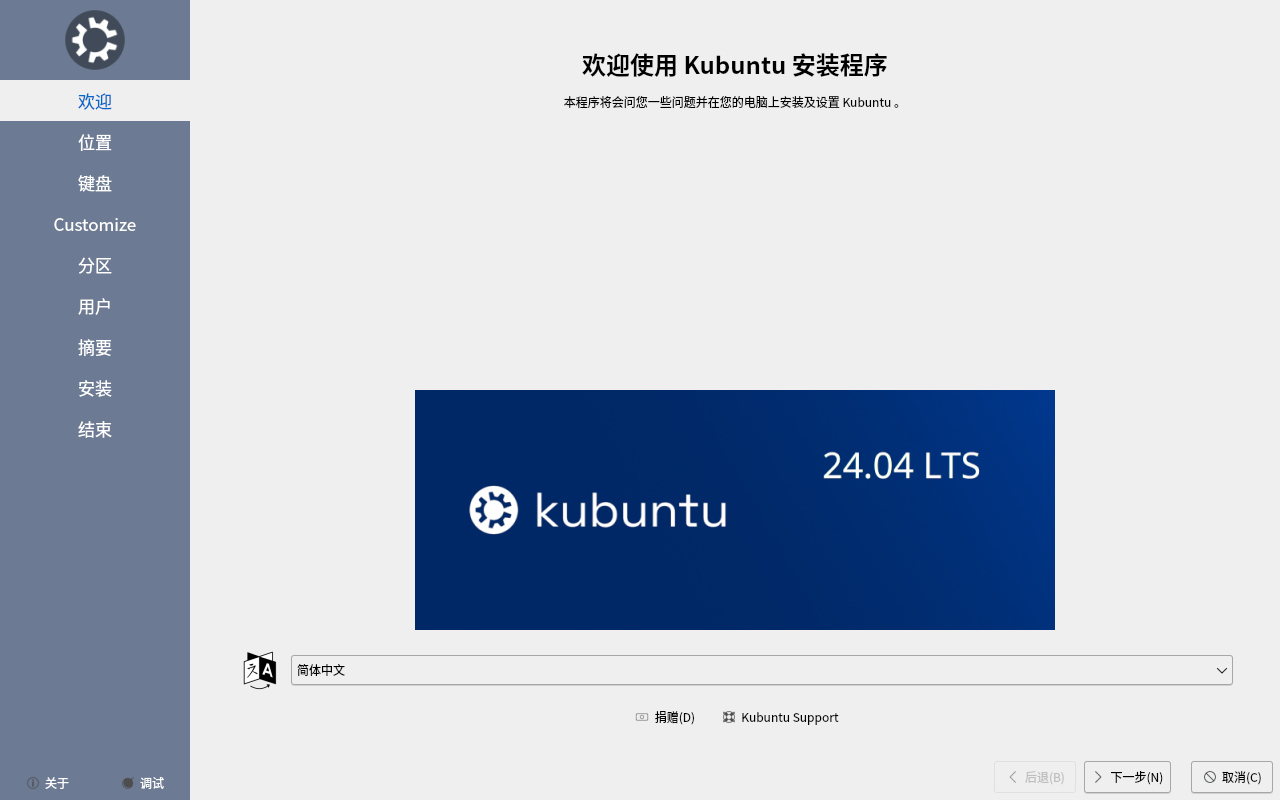 欢迎
位置
键盘
Customize
分区
用户
摘要
安装
结束
关于
调试
欢迎使用 Kubuntu 安装程序
本程序将会问您一些问题并在您的电脑上安装及设置 Kubuntu 。
24.04 LTS
kubuntu
简体中文
捐赠(D)
Kubuntu Support
后退(B)
下一步(N)
取消(C)